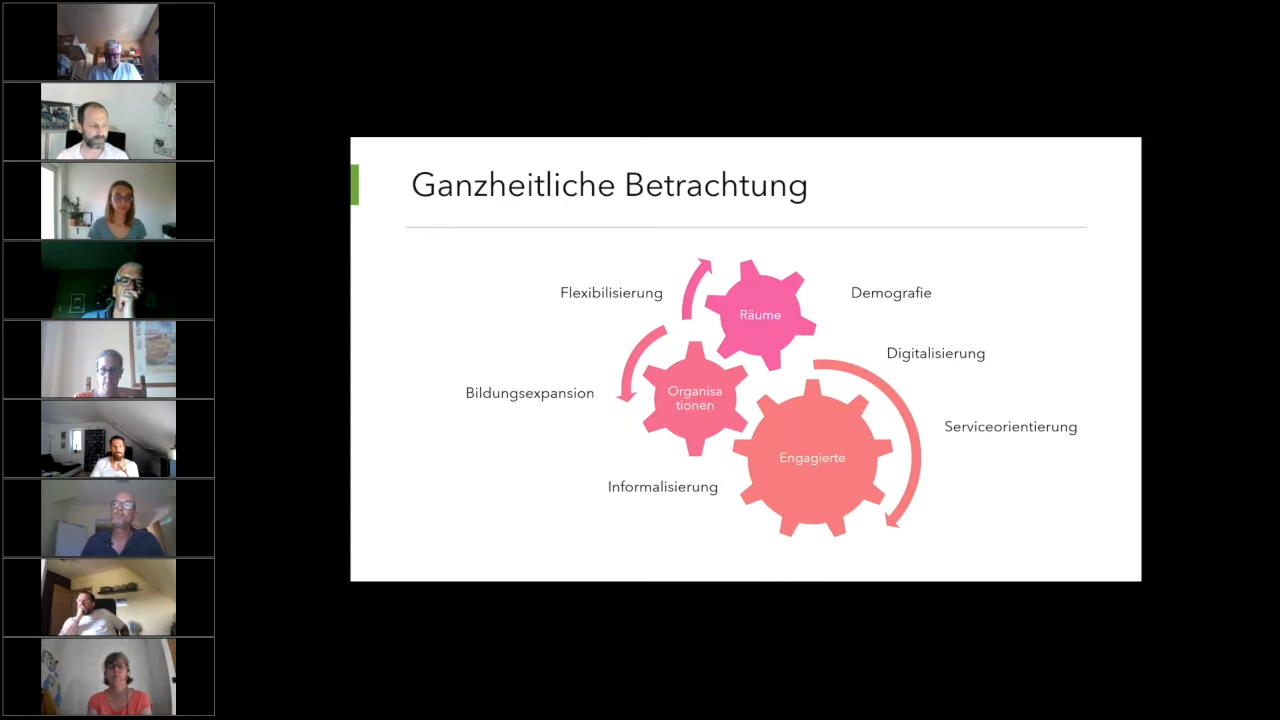 Ganzheitliche Betrachtung
Flexibilisierung
Räume
Demografie
Digitalisierung
Bildungsexpansion
Organisa
tionen
Serviceorientierung
Engagierte
Informalisierung